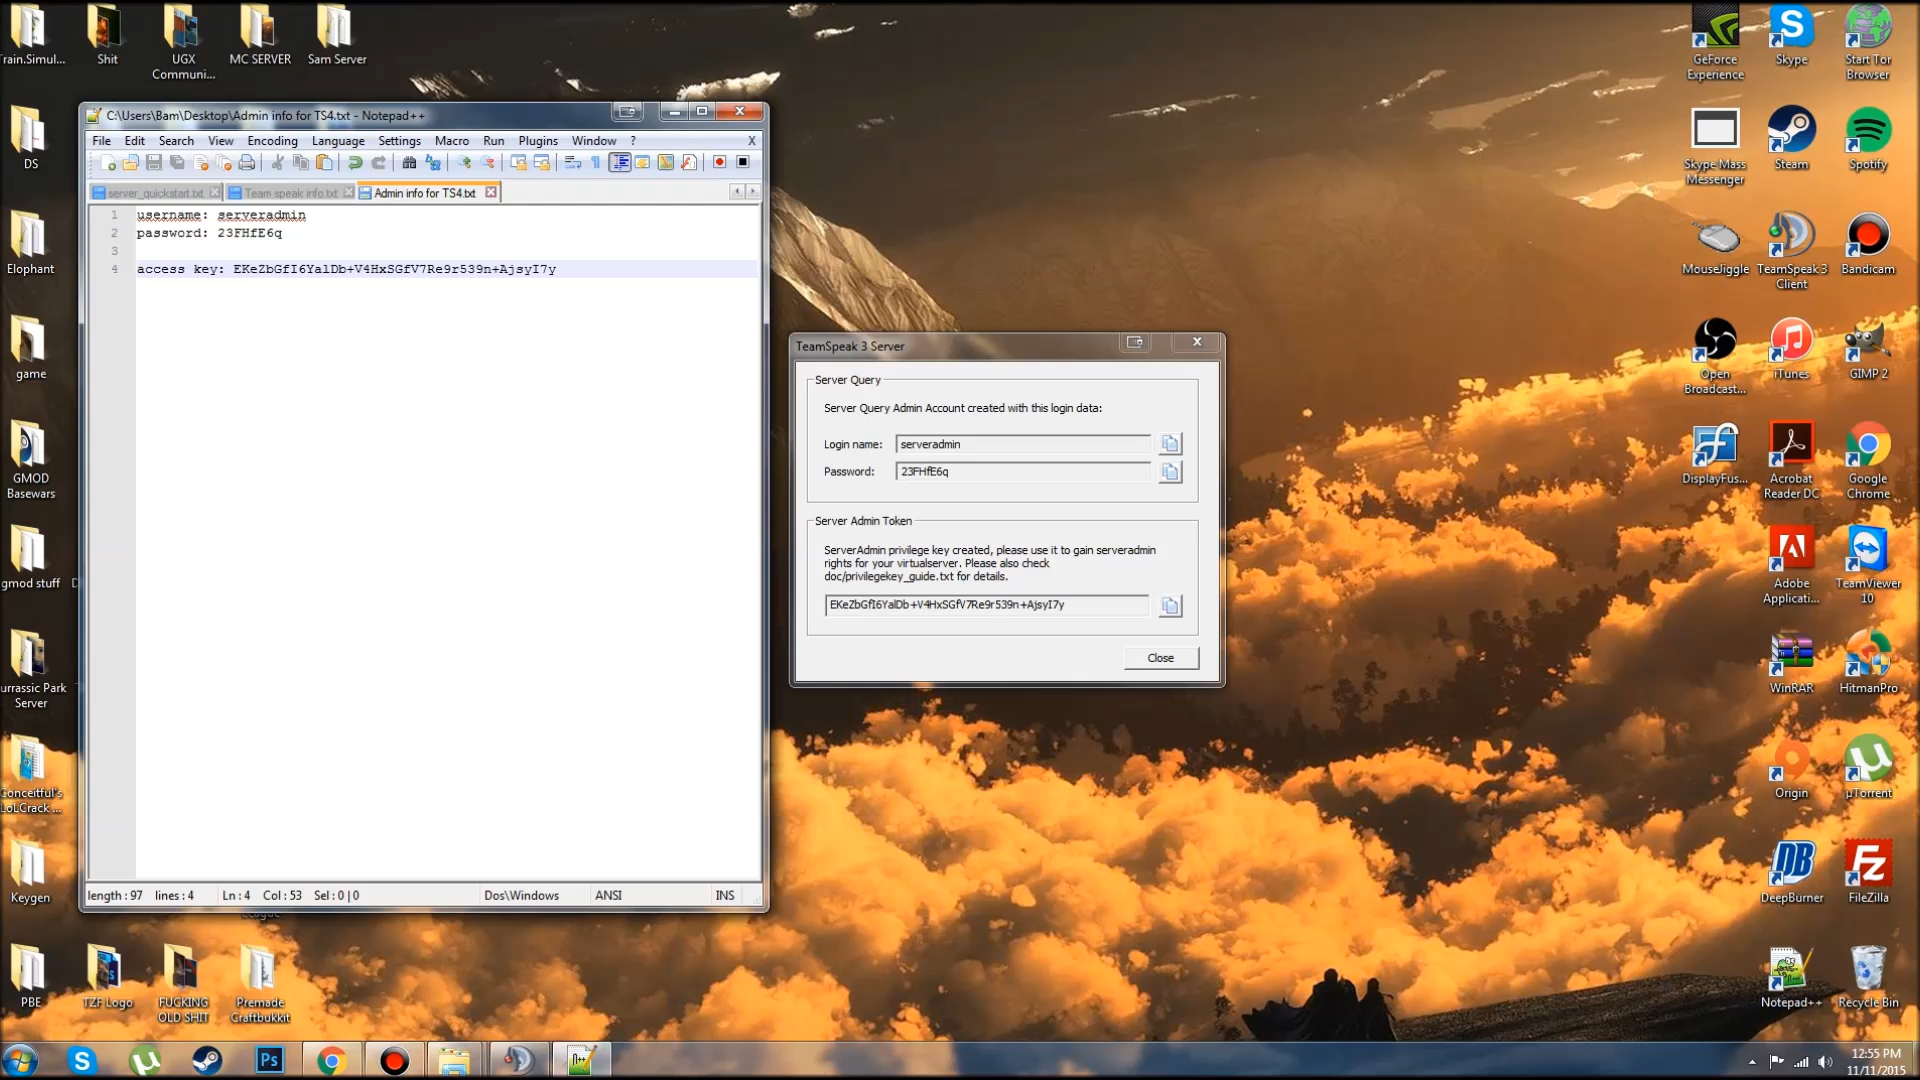 Shit
UGX
Communi...
MC SERVER
Sam Server
DS
Elophant
game
GMOD
Basewars
gmod stuff
Server
Keygen
PBE
TZF Logo
FUCKING
OLD SHIT
Premade
Craftbukkit
C:\Users\Bam\Desktop\Admin info for TS4.txt - Notepad++
File Edit Search View Encoding Language Settings Macro Run Plugins Window ? X
server_quickstart.txt Team speak info.txt Admin info for TS4.txt
1 username: serveradmin
2 password: 23FHfE6q
3
4 access key: EKeZbGfI6YalDb+V4HxSGfV7Re9r539n+AjsyI7y
length : 97 lines : 4 Ln : 4 Col : 53 Sel : 0 | 0 Dos\Windows ANSI INS
TeamSpeak 3 Server
Server Query
Server Query Admin Account created with this login data:
Login name: serveradmin
Password: 23FHfE6q
Server Admin Token
ServerAdmin privilege key created, please use it to gain serveradmin
rights for your virtualserver. Please also check
doc/privilegekey_guide.txt for details.
EKeZbGfI6YalDb+V4HxSGfV7Re9r539n+AjsyI7y
Close
GeForce
Experience
Skype
Start Tor
Browser
Skype Mass
Messenger
Steam
Spotify
MouseJiggle
TeamSpeak 3
Client
Bandicam
Open
Broadcast...
iTunes
GIMP 2
DisplayFus...
Acrobat
Reader DC
Google
Chrome
Adobe
Applicati...
TeamViewer
10
WinRAR
HitmanPro
Origin
µTorrent
DeepBurner
FileZilla
Notepad++
Recycle Bin
Ps
12:55 PM
11/11/2015